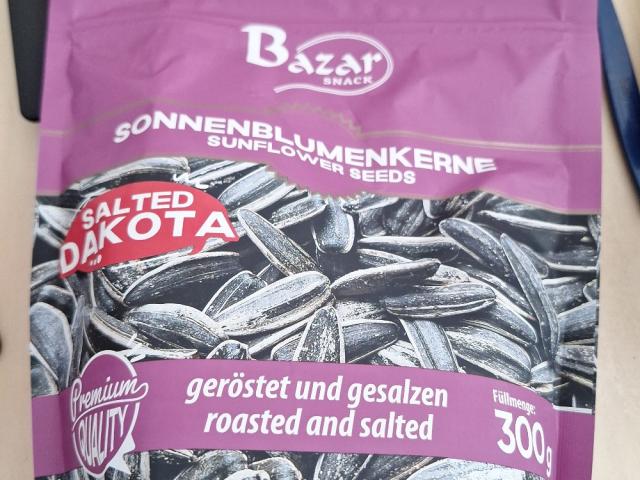 Bazar
SNACK
SONNENBLUMENKERNE
SUNFLOWER SEEDS
SALTED
DAKOTA
geröstet und gesalzen
roasted and salted
Premium
QUALITY
Füllmenge:
300g